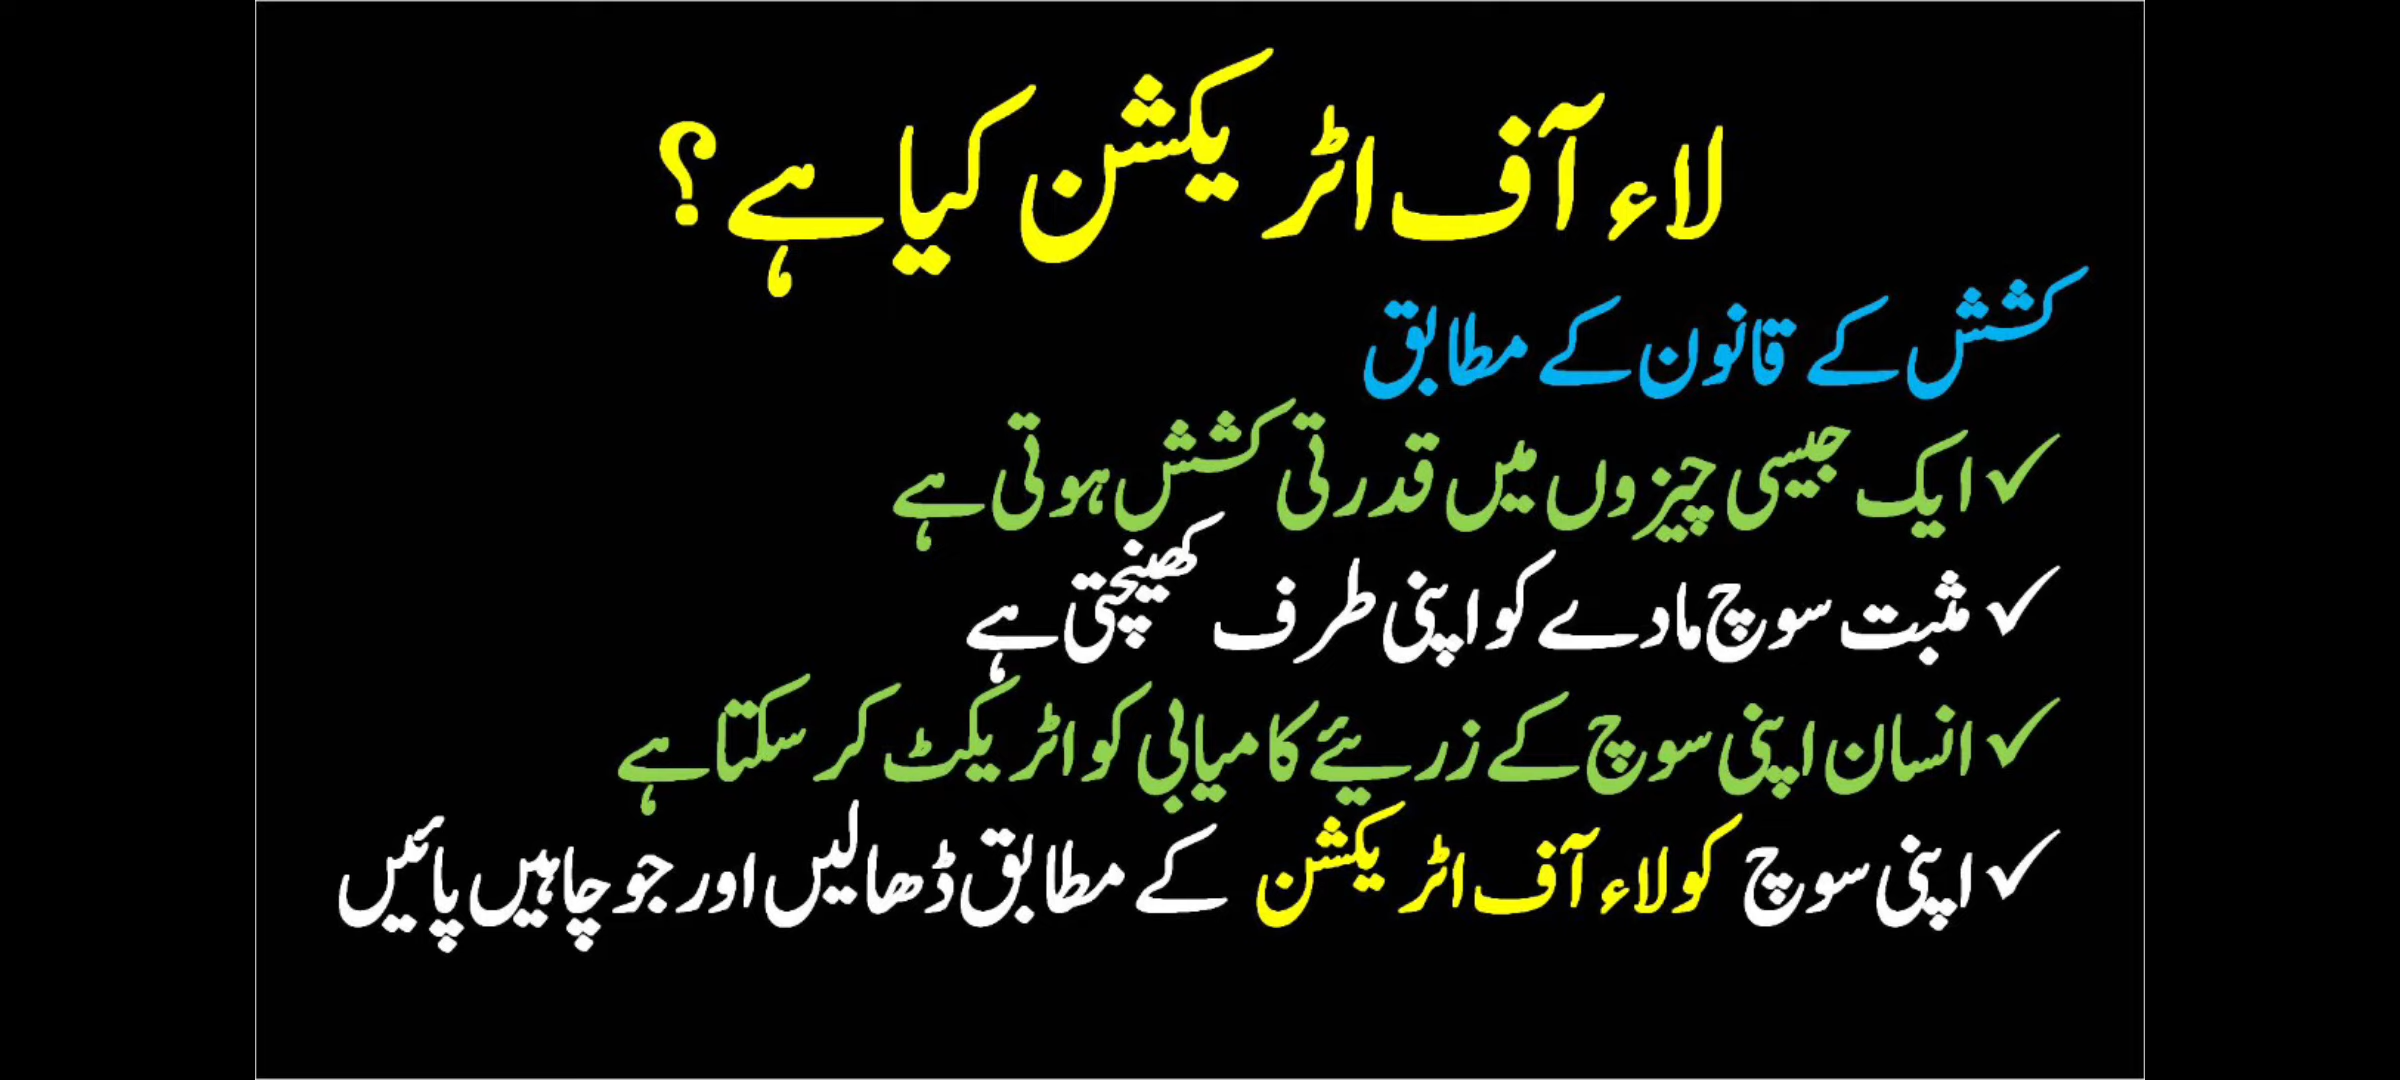 لاء آف اٹریکشن کیا ہے؟
کشش کے قانون کے مطابق
✓ ایک جیسی چیزوں میں قدرتی کشش ہوتی ہے
✓ مثبت سوچ مادے کو اپنی طرف کھینچتی ہے
✓ انسان اپنی سوچ کے زریئے کامیابی کو اٹریکٹ کر سکتا ہے
✓ اپنی سوچ کو لاء آف اٹریکشن کے مطابق ڈھالیں اور جو چاہیں پائیں